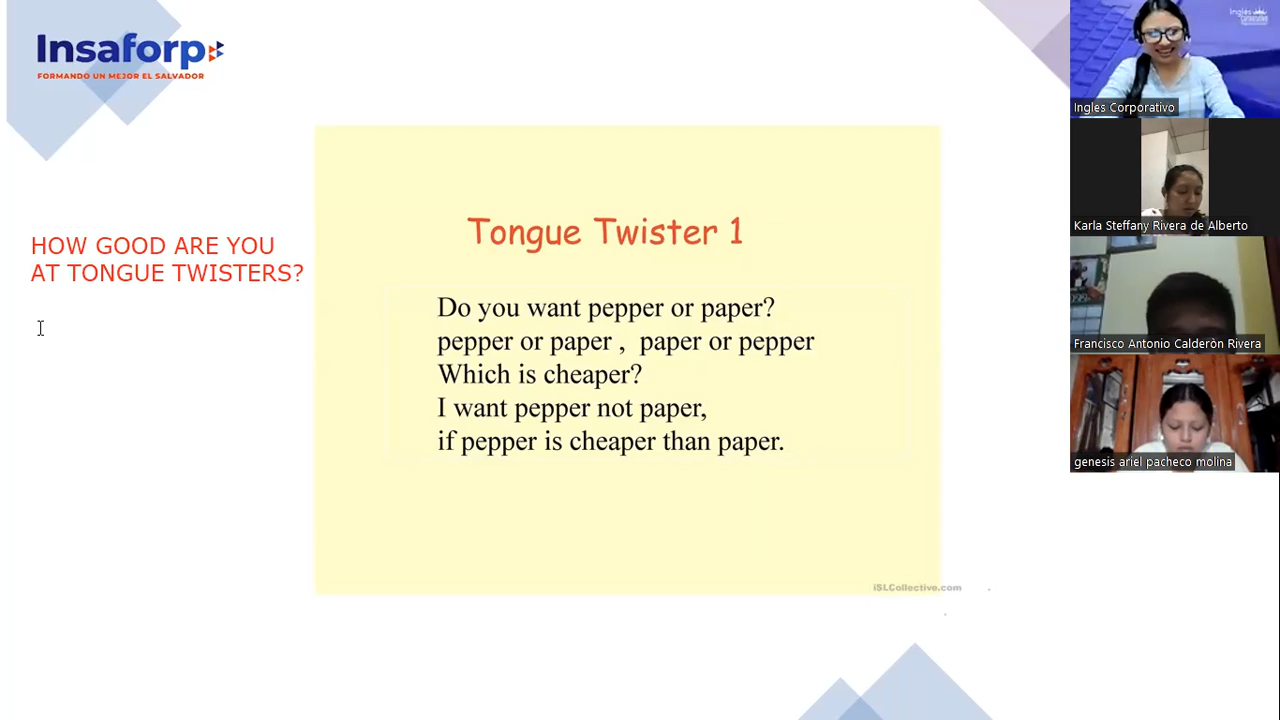 Insaforp
FORMANDO UN MEJOR EL SALVADOR
HOW GOOD ARE YOU
AT TONGUE TWISTERS?
Tongue Twister 1
Do you want pepper or paper?
pepper or paper , paper or pepper
Which is cheaper?
I want pepper not paper,
if pepper is cheaper than paper.
iSLCollective.com
Ingles Corporativo
Karla Steffany Rivera de Alberto
Francisco Antonio Calderòn Rivera
genesis ariel pacheco molina